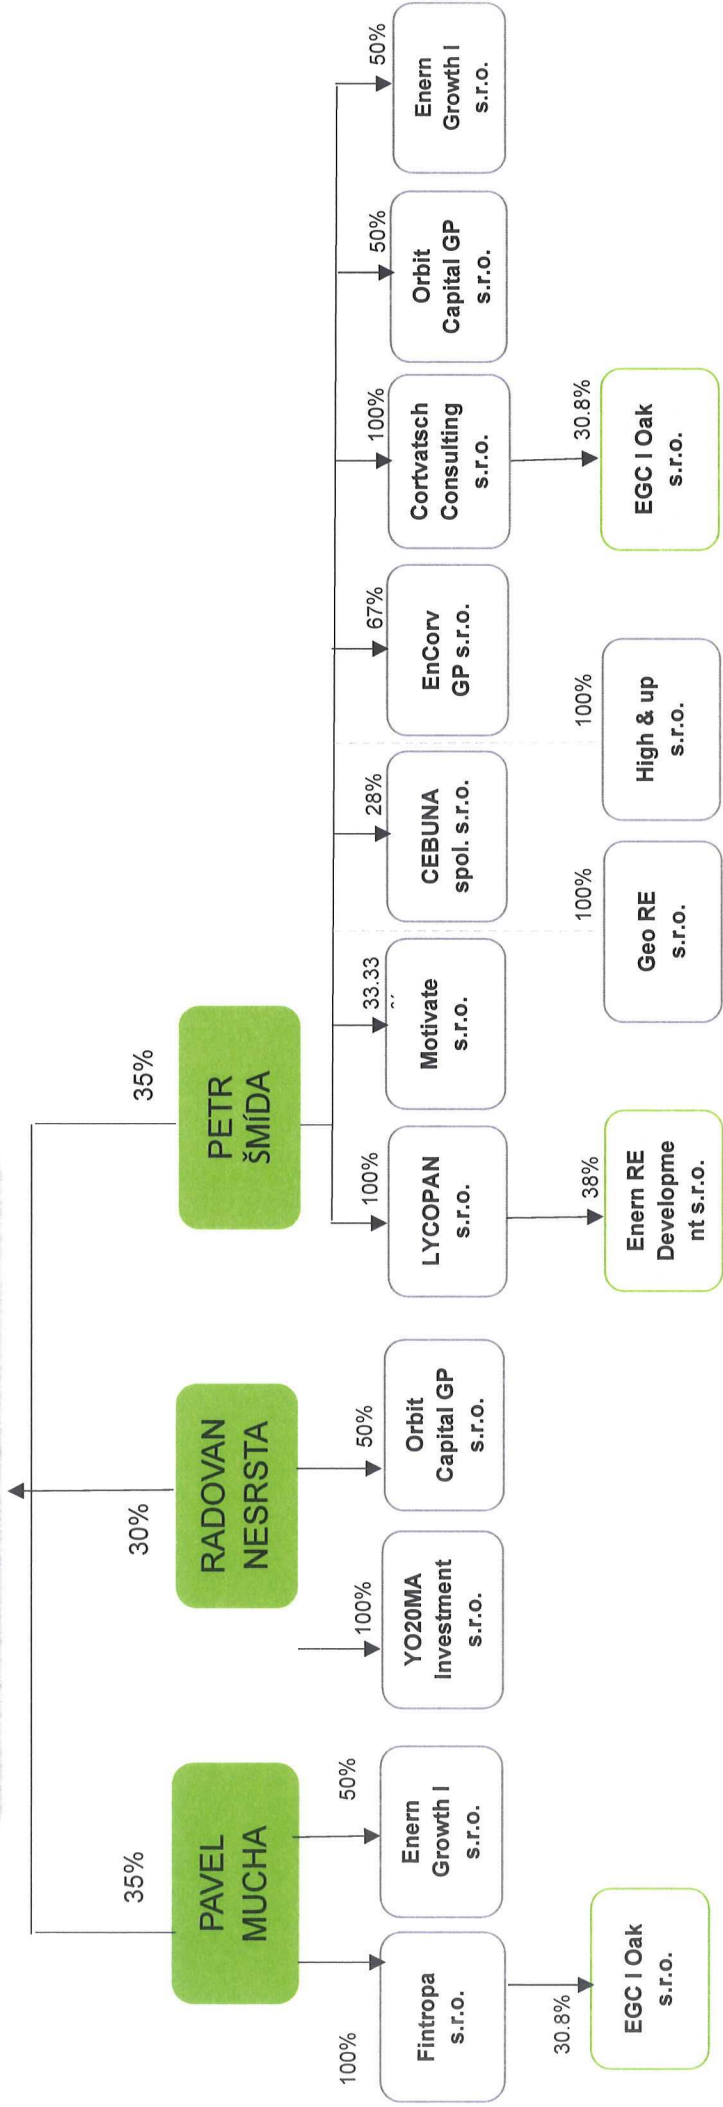 35%
30%
35%
PAVEL
MUCHA
RADOVAN
NESRSTA
PETR
ŠMÍDA
100%
50%
100%
50%
100%
33.33
28%
67%
100%
50%
50%
Fintropa
s.r.o.
Enern
Growth I
s.r.o.
YO20MA
Investment
s.r.o.
Orbit
Capital GP
s.r.o.
LYCOPAN
s.r.o.
Motivate
s.r.o.
CEBUNA
spol. s.r.o.
EnCorv
GP s.r.o.
Cortvatsch
Consulting
s.r.o.
Orbit
Capital GP
s.r.o.
Enern
Growth I
s.r.o.
30.8%
38%
100%
100%
30.8%
EGC I Oak
s.r.o.
Enern RE
Developme
nt s.r.o.
Geo RE
s.r.o.
High & up
s.r.o.
EGC I Oak
s.r.o.